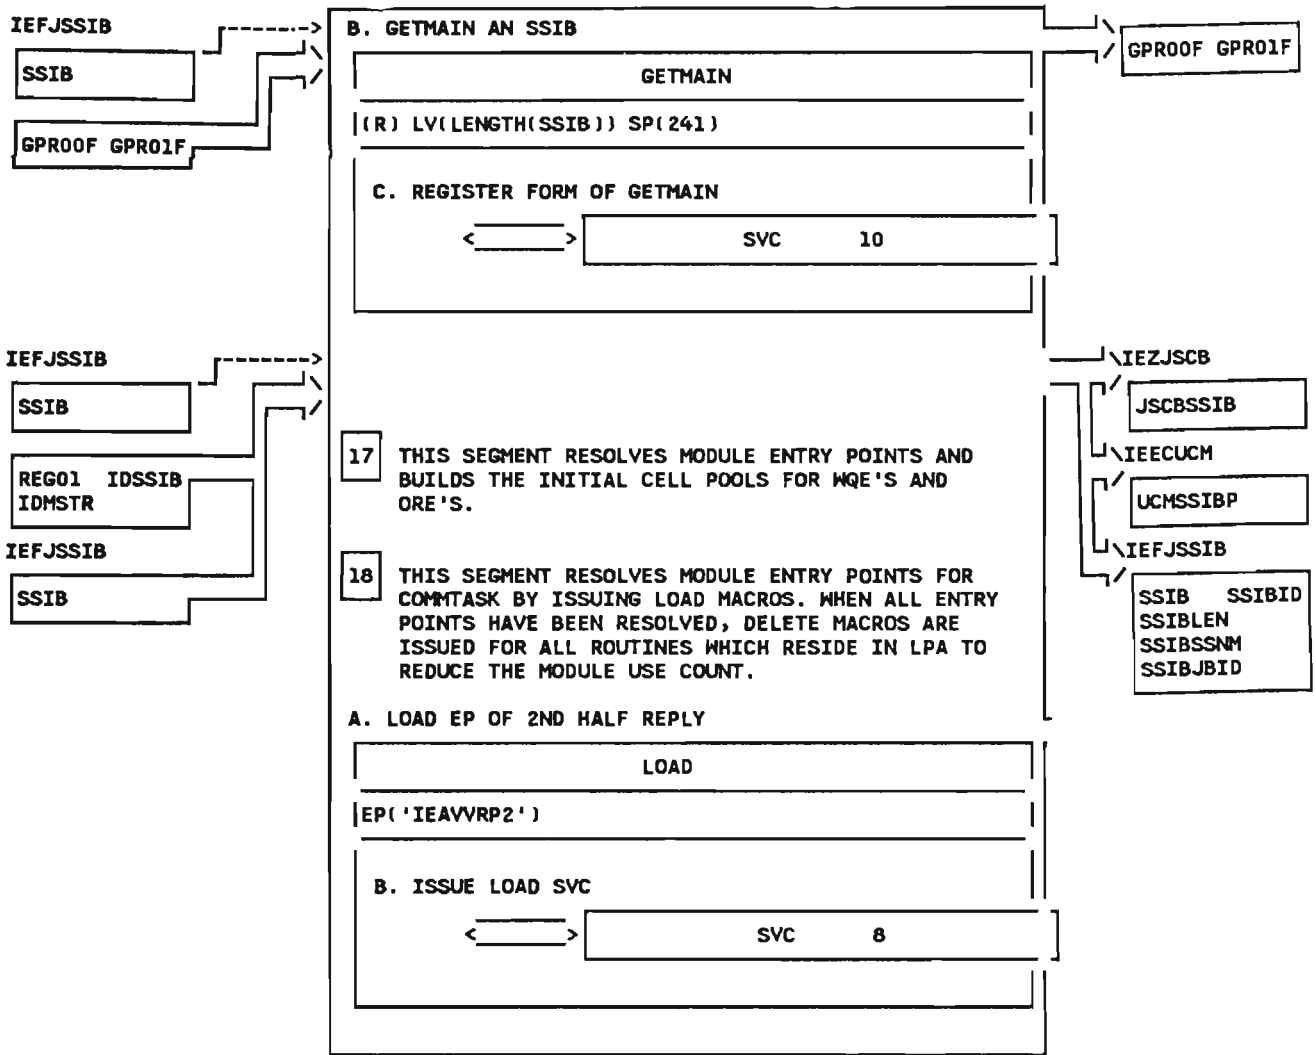 IEFJSSIB
SSIB
GPR00F GPR01F
B. GETMAIN AN SSIB
GETMAIN
(R) LV(LENGTH(SSIB)) SP(241)
C. REGISTER FORM OF GETMAIN
SVC 10
GPR00F GPR01F
IEFJSSIB
SSIB
REG01 IDSSIB
IDMSTR
IEFJSSIB
SSIB
17 THIS SEGMENT RESOLVES MODULE ENTRY POINTS AND
BUILDS THE INITIAL CELL POOLS FOR WQE'S AND
ORE'S.
18 THIS SEGMENT RESOLVES MODULE ENTRY POINTS FOR
COMMTASK BY ISSUING LOAD MACROS. WHEN ALL ENTRY
POINTS HAVE BEEN RESOLVED, DELETE MACROS ARE
ISSUED FOR ALL ROUTINES WHICH RESIDE IN LPA TO
REDUCE THE MODULE USE COUNT.
A. LOAD EP OF 2ND HALF REPLY
LOAD
EP('IEAVVRP2')
B. ISSUE LOAD SVC
SVC 8
IEZJSCB
JSCBSSIB
IEECUCM
UCMSSIBP
IEFJSSIB
SSIB SSIBID
SSIBLEN
SSIBSSNM
SSIBJBID